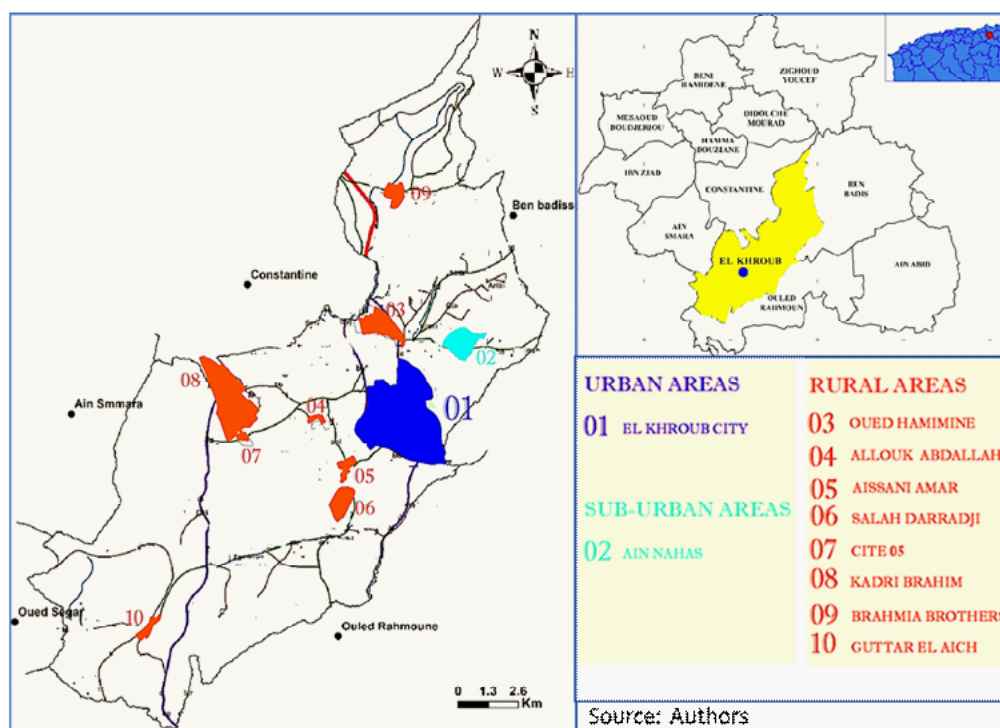 N
W
E
S
09
Ben badiss
Constantine
03
02
08
01
Ain Smmara
04
07
05
06
10
Oued Ségar
Ouled Rahmoune
0 1.3 2.6
Km
ZIGHOUD
YOUCEF
BENI
HAMIDENE
DIDOUCHE
MOURAD
MESAOUD
BOUDJERIOU
HAMMA
BOUZIANE
IBN ZIAD
CONSTANTINE
BEN
BADIS
AIN
SMARA
EL KHROUB
AIN ABID
OULED
RAHMOUN
URBAN AREAS
01 EL KHROUB CITY
SUB-URBAN AREAS
02 AIN NAHAS
RURAL AREAS
03 OUED HAMIMINE
04 ALLOUK ABDALLAH
05 AISSANI AMAR
06 SALAH DARRADJI
07 CITE 05
08 KADRI BRAHIM
09 BRAHMIA BROTHERS
10 GUTTAR EL AICH
Source: Authors